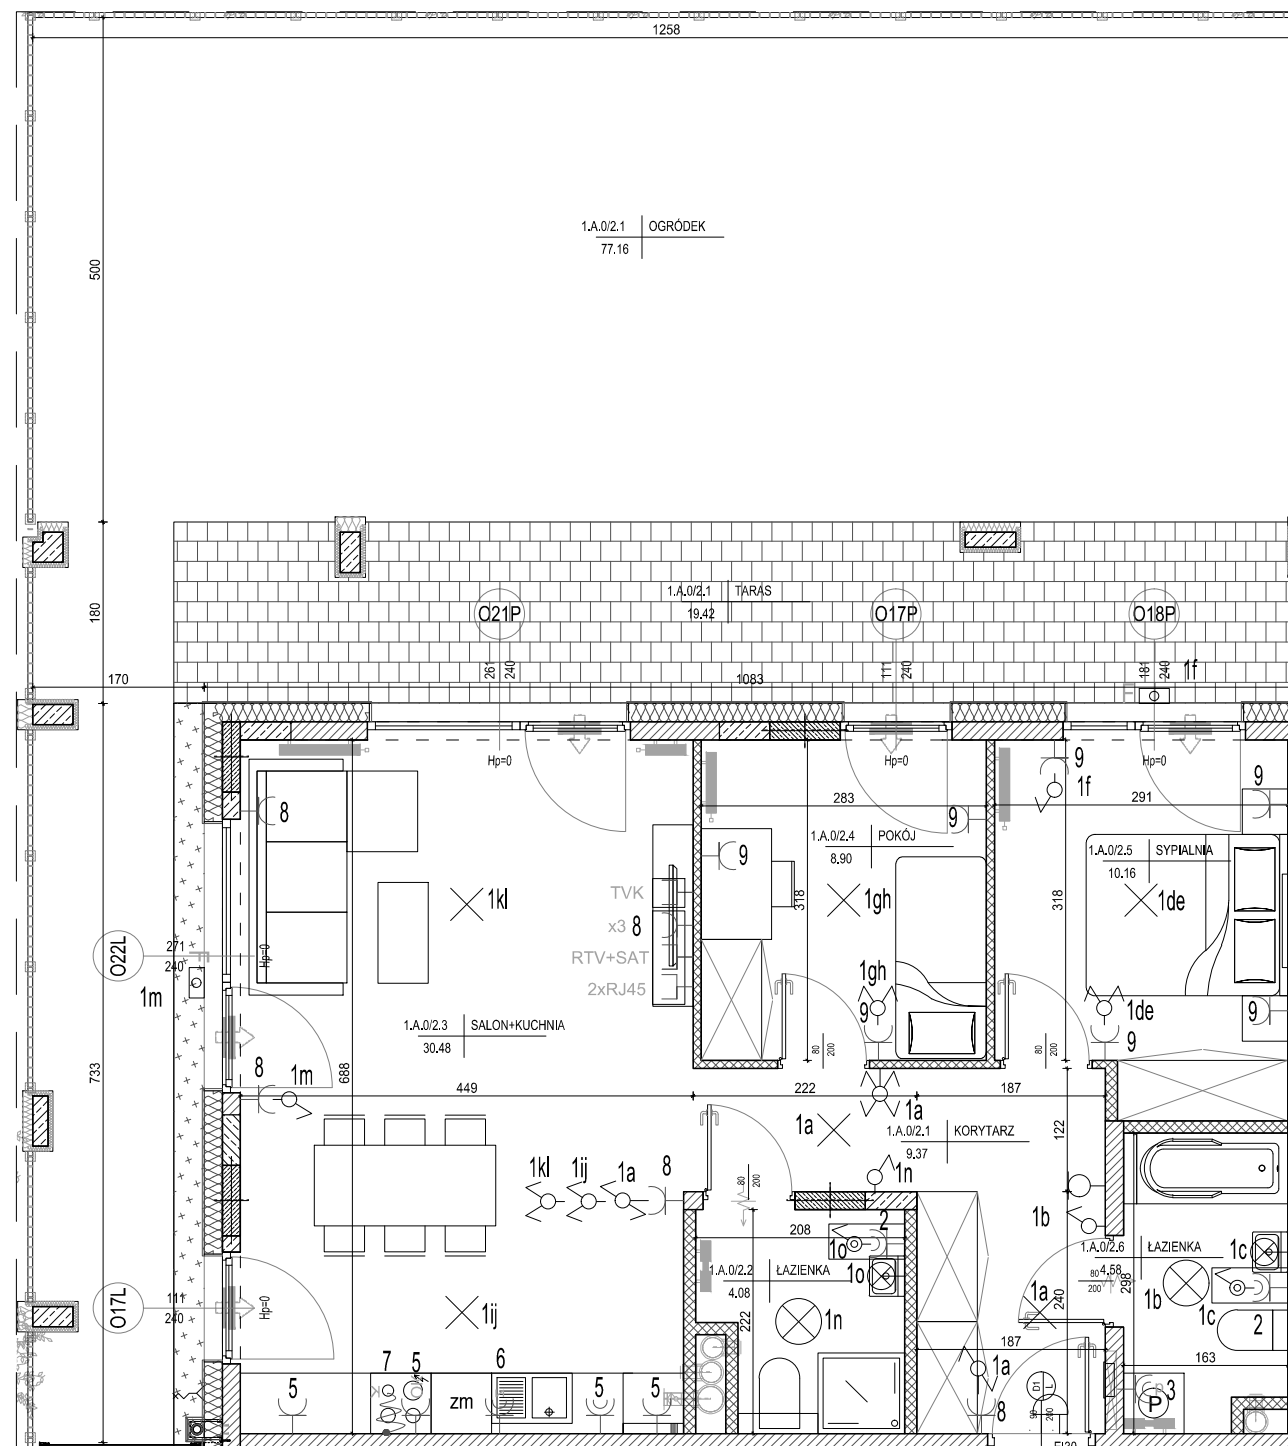 1258
500
1.A.0/2.1 OGRÓDEK
77.16
180
1.A.0/2.1 TARAS
19.42
O21P
O17P
O18P
261
240
111
240
181
240
1f
170
1083
Hp=0
Hp=0
Hp=0
9
1f
9
8
283
291
9
1.A.0/2.4 POKÓJ
8.90
1.A.0/2.5 SYPIALNIA
10.16
9
318
318
1kl
1gh
1de
TVK
x3 8
RTV+SAT
2xRJ45
O22L
271
240
Hp=0
1m
1gh
9
1de
9
9
1.A.0/2.3 SALON+KUCHNIA
30.48
80
200
80
200
733
688
8
1m
449
222
187
1a
1a
1.A.0/2.1 KORYTARZ
9.37
122
1kl
1ij
1a
8
80
200
1n
1b
208
2
1o
1o
1.A.0/2.2 ŁAZIENKA
4.08
222
1.A.0/2.6 ŁAZIENKA
4.58
80
200
298
1c
1c
1b
2
240
1a
O17L
111
240
Hp=0
1ij
1n
187
163
7
5
6
5
5
5
zm
1a
8
D1
L
90
200
3
P
EI30